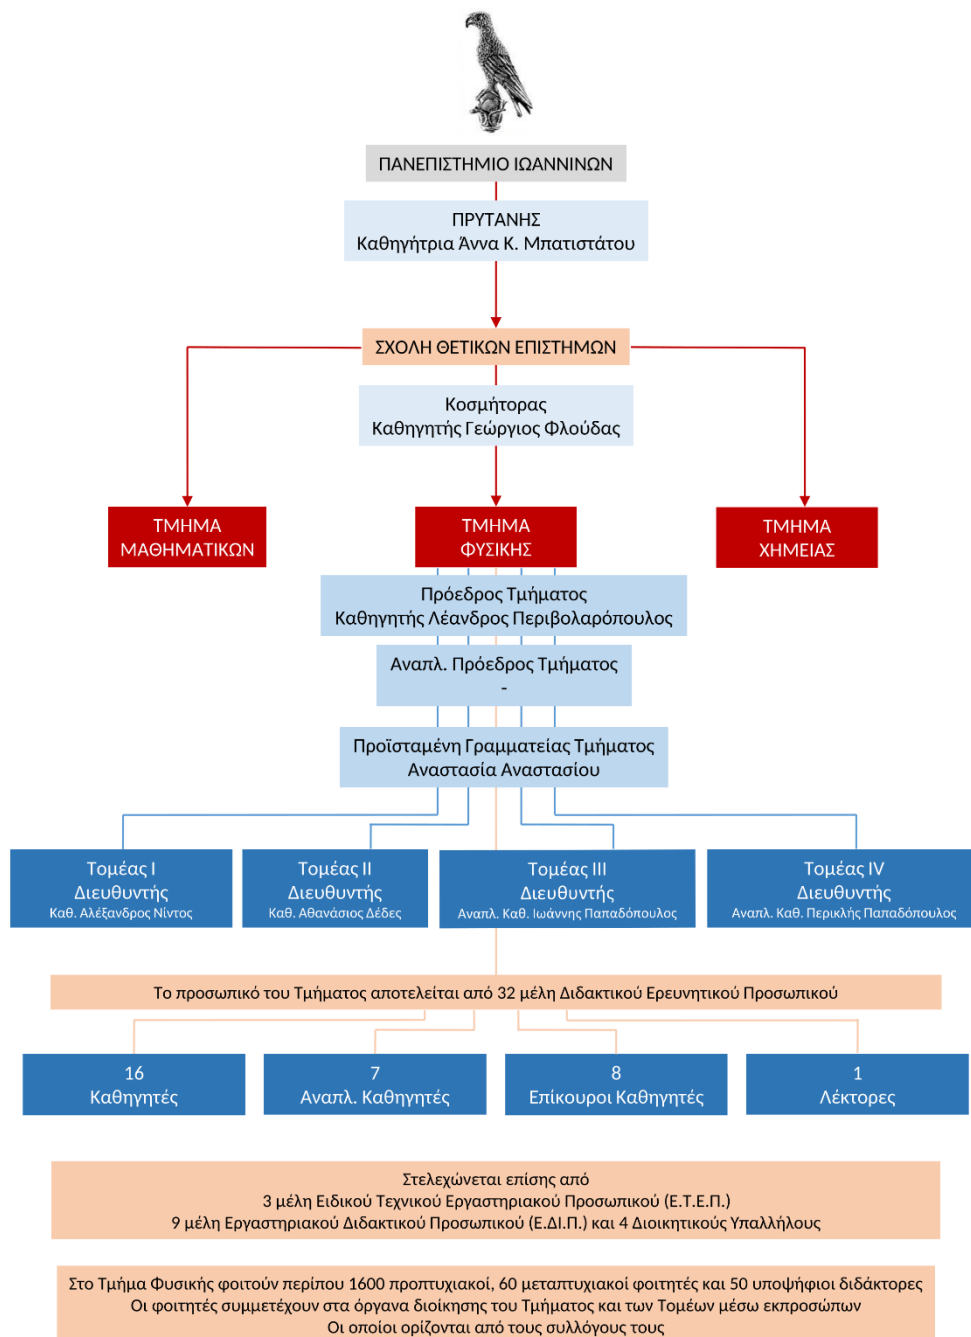 ΠΑΝΕΠΙΣΤΗΜΙΟ ΙΩΑΝΝΙΝΩΝ
ΠΡΥΤΑΝΗΣ
Καθηγήτρια Άννα Κ. Μπατιστάτου
ΣΧΟΛΗ ΘΕΤΙΚΩΝ ΕΠΙΣΤΗΜΩΝ
Κοσμήτορας
Καθηγητής Γεώργιος Φλούδας
ΤΜΗΜΑ
ΜΑΘΗΜΑΤΙΚΩΝ
ΤΜΗΜΑ
ΦΥΣΙΚΗΣ
ΤΜΗΜΑ
ΧΗΜΕΙΑΣ
Πρόεδρος Τμήματος
Καθηγητής Λέανδρος Περιβολαρόπουλος
Αναπλ. Πρόεδρος Τμήματος
-
Προϊσταμένη Γραμματείας Τμήματος
Αναστασία Αναστασίου
Τομέας I
Διευθυντής
Καθ. Αλέξανδρος Νίντος
Τομέας II
Διευθυντής
Καθ. Αθανάσιος Δέδες
Τομέας III
Διευθυντής
Αναπλ. Καθ. Ιωάννης Παπαδόπουλος
Τομέας IV
Διευθυντής
Αναπλ. Καθ. Περικλής Παπαδόπουλος
Το προσωπικό του Τμήματος αποτελείται από 32 μέλη Διδακτικού Ερευνητικού Προσωπικού
16
Καθηγητές
7
Αναπλ. Καθηγητές
8
Επίκουροι Καθηγητές
1
Λέκτορες
Στελεχώνεται επίσης από
3 μέλη Ειδικού Τεχνικού Εργαστηριακού Προσωπικού (Ε.Τ.Ε.Π.)
9 μέλη Εργαστηριακού Διδακτικού Προσωπικού (Ε.ΔΙ.Π.) και 4 Διοικητικούς Υπαλλήλους
Στο Τμήμα Φυσικής φοιτούν περίπου 1600 προπτυχιακοί, 60 μεταπτυχιακοί φοιτητές και 50 υποψήφιοι διδάκτορες
Οι φοιτητές συμμετέχουν στα όργανα διοίκησης του Τμήματος και των Τομέων μέσω εκπροσώπων
Οι οποίοι ορίζονται από τους συλλόγους τους